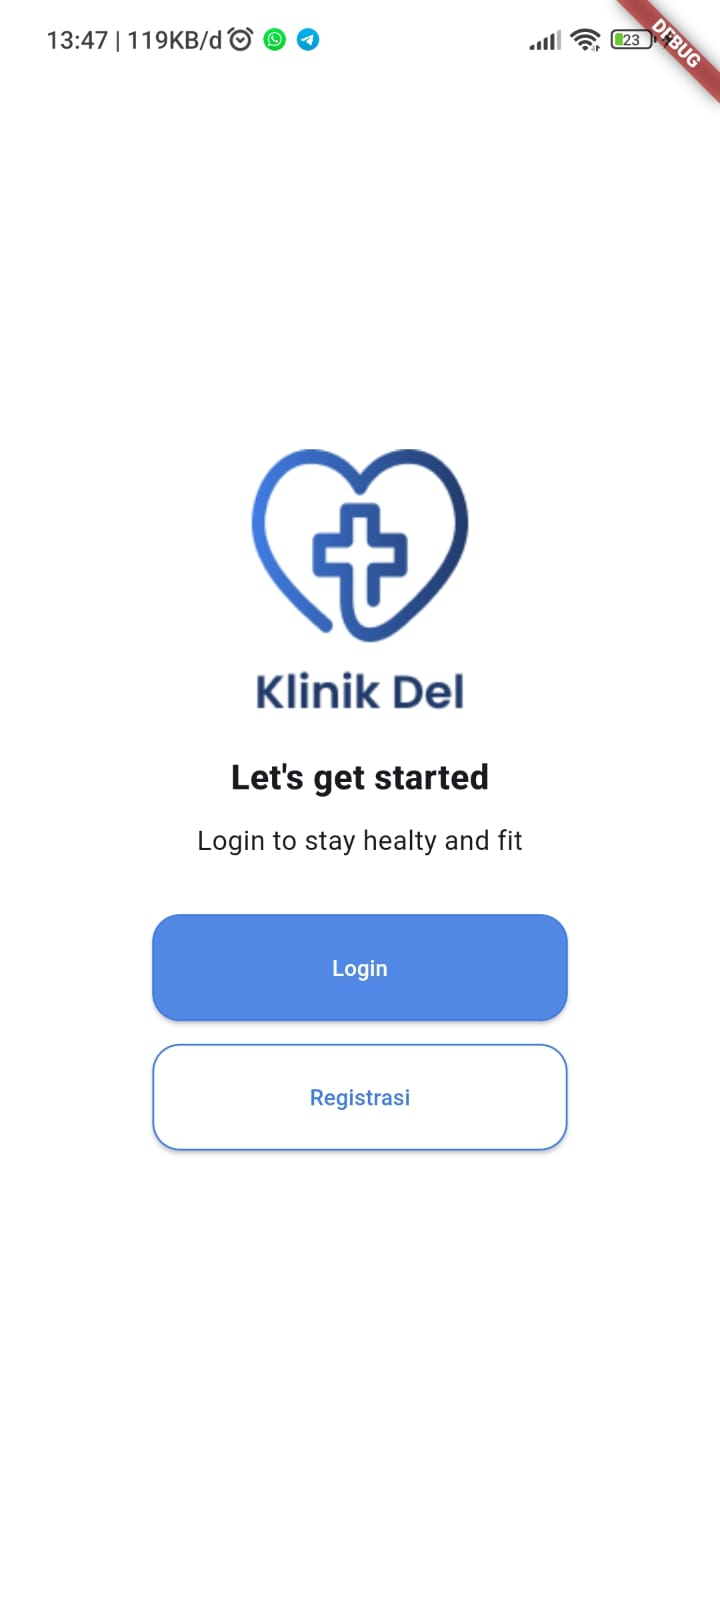 13:47 | 119KB/d
23
DEBUG
Klinik Del
Let's get started
Login to stay healty and fit
Login
Registrasi